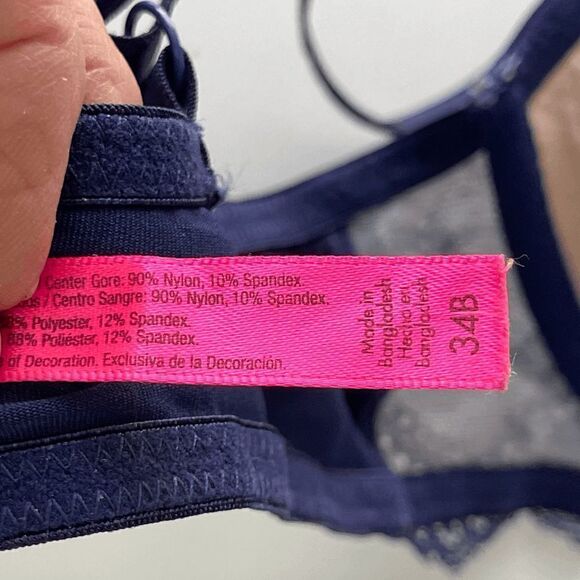 Center Gore: 90% Nylon, 10% Spandex.
/ Centro Sangre: 90% Nylon, 10% Spandex.
Polyester, 12% Spandex.
88% Poliéster, 12% Spandex.
of Decoration. Exclusiva de la Decoración.
Made in
Bangladesh
Hecho en
Bangladesh
34B